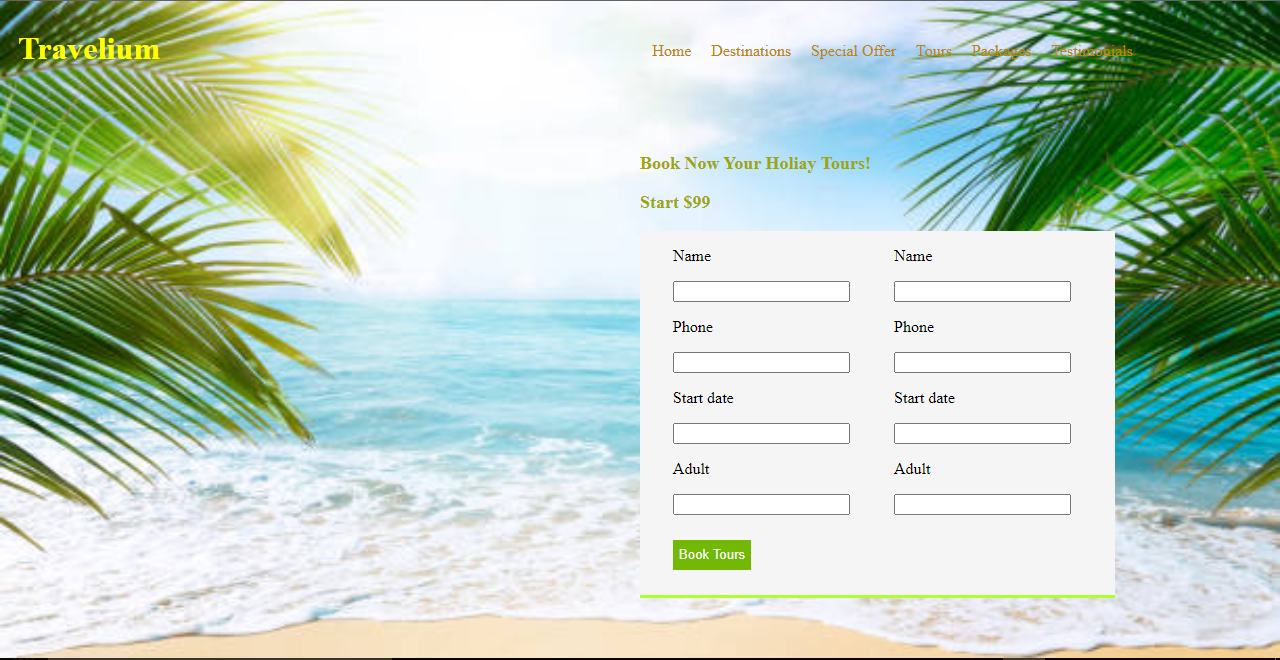 Travelium
Home Destinations Special Offer Tours Packages Testimonials
Book Now Your Holiay Tours!
Start $99
Name Name
Phone Phone
Start date Start date
Adult Adult
Book Tours